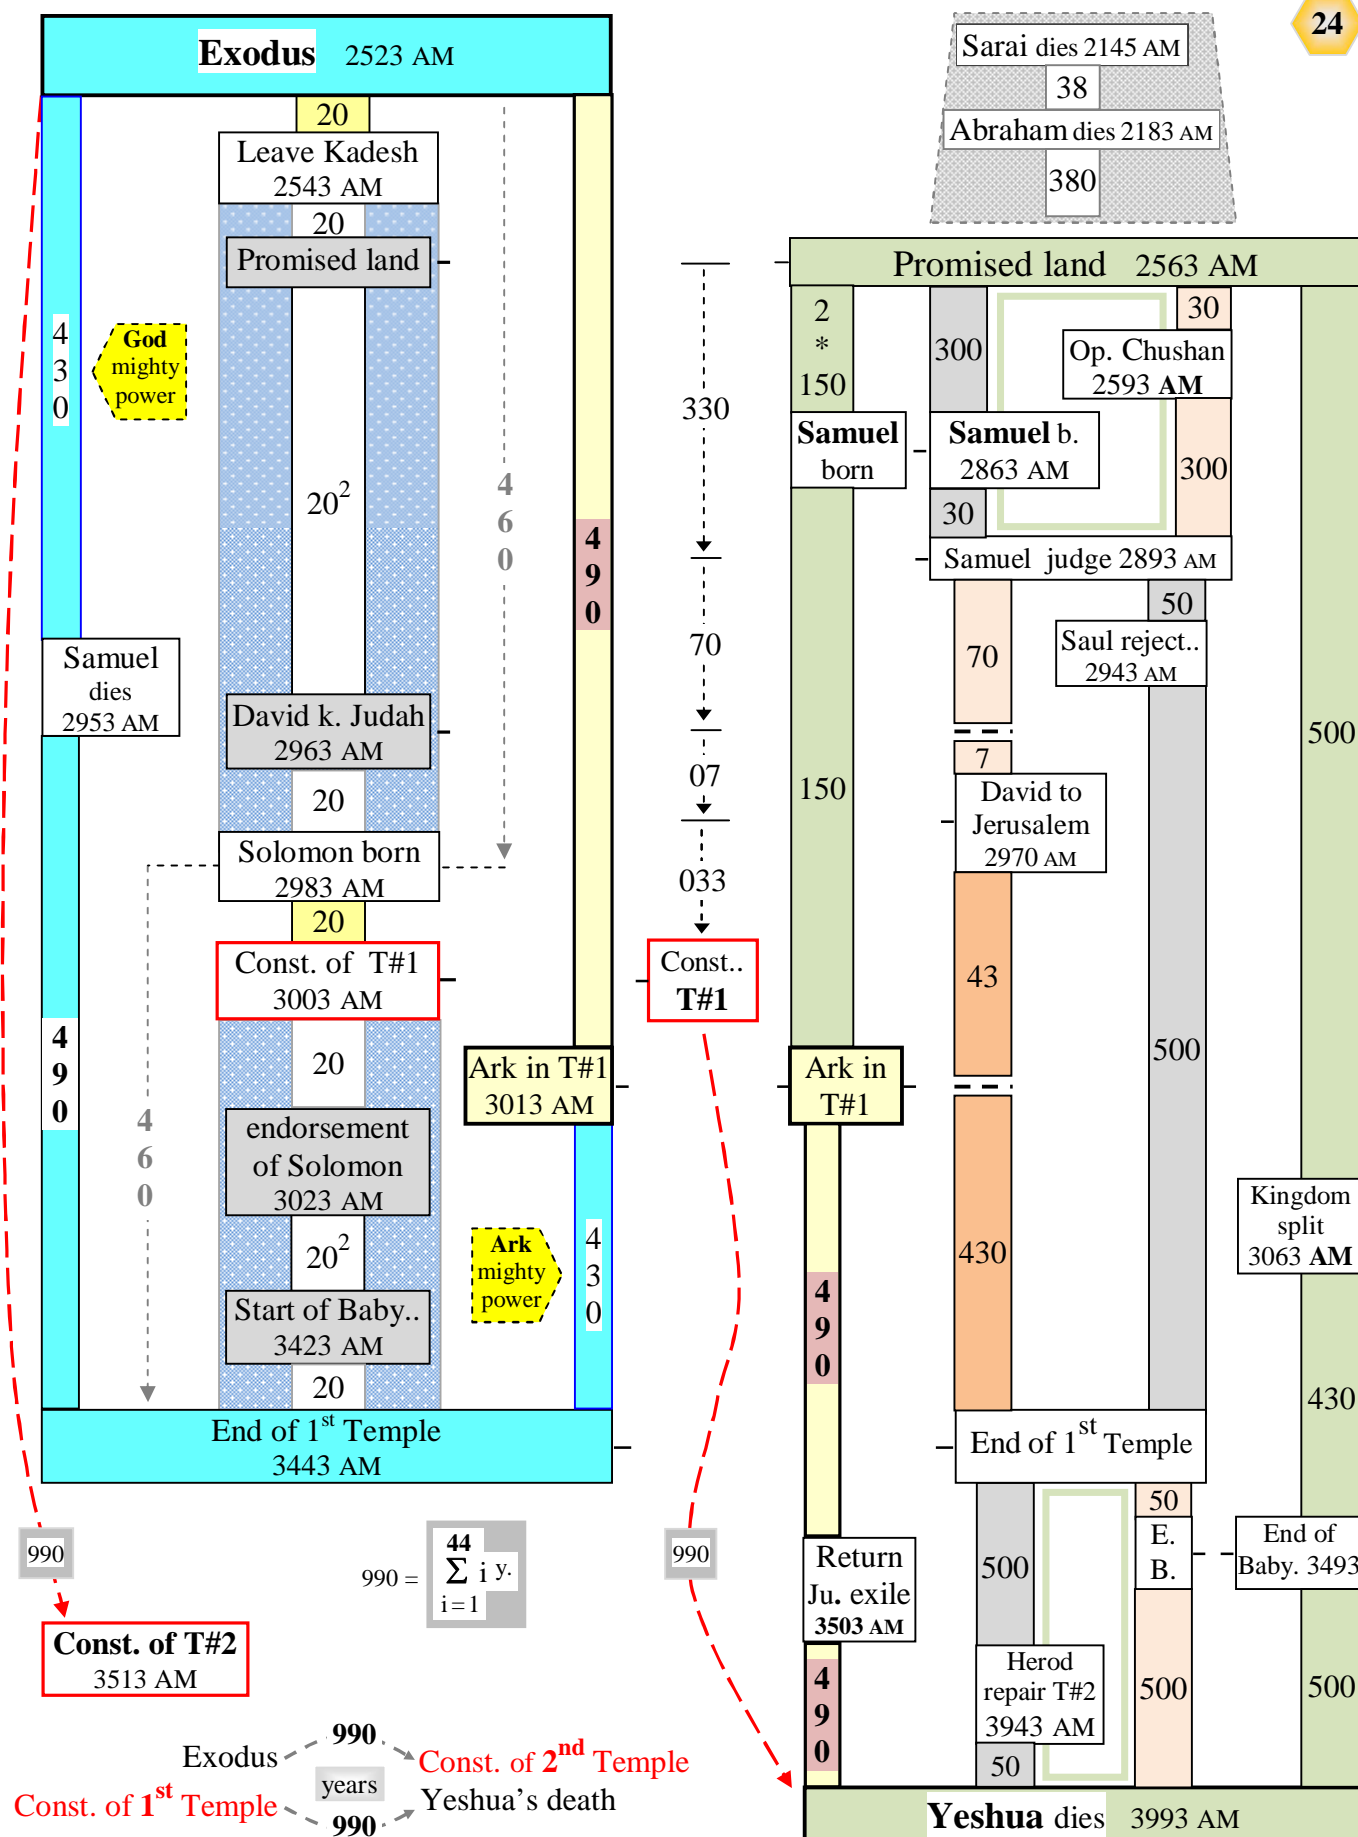 24
Exodus 2523 AM
20
Leave Kadesh
2543 AM
20
Promised land
4
3
0
God
mighty
power
20²
4
6
0
4
9
0
Samuel
dies
2953 AM
David k. Judah
2963 AM
20
Solomon born
2983 AM
20
Const. of T#1
3003 AM
20
4
9
0
4
6
0
Ark in T#1
3013 AM
endorsement
of Solomon
3023 AM
20²
Ark
mighty
power
4
3
0
Start of Baby..
3423 AM
20
End of 1st Temple
3443 AM
990
990 =
44
Σ i y.
i=1
Const. of T#2
3513 AM
Exodus
990
Const. of 2nd Temple
years
Const. of 1st Temple
990
Yeshua's death
Sarai dies 2145 AM
38
Abraham dies 2183 AM
380
Promised land 2563 AM
330
70
07
033
Const..
T#1
990
2
*
150
Samuel
born
150
Ark in
T#1
4
9
0
Return
Ju. exile
3503 AM
4
9
0
300
Samuel b.
2863 AM
30
30
Op. Chushan
2593 AM
300
Samuel judge 2893 AM
70
50
Saul reject..
2943 AM
7
David to
Jerusalem
2970 AM
43
500
430
End of 1st Temple
500
Kingdom
split
3063 AM
430
500
50
E.
B.
End of
Baby. 3493
Herod
repair T#2
3943 AM
50
500
500
Yeshua dies 3993 AM